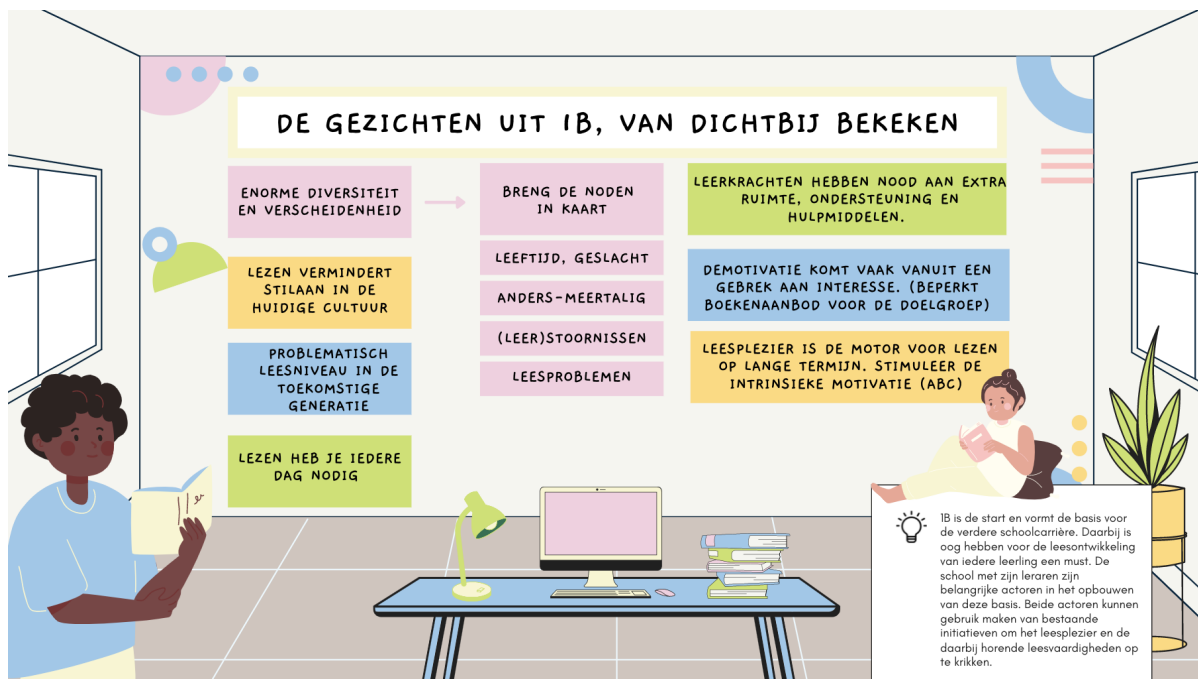 DE GEZICHTEN UIT 1B, VAN DICHTBIJ BEKEKEN
ENORME DIVERSITEIT
EN VERSCHEIDENHEID
LEZEN VERMINDERT
STILAAN IN DE
HUIDIGE CULTUUR
PROBLEMATISCH
LEESNIVEAU IN DE
TOEKOMSTIGE
GENERATIE
LEZEN HEB JE IEDERE
DAG NODIG
BRENG DE NODEN
IN KAART
LEEFTIJD, GESLACHT
ANDERS-MEERTALIG
(LEER)STOORNISSEN
LEESPROBLEMEN
LEERKRACHTEN HEBBEN NOOD AAN EXTRA
RUIMTE, ONDERSTEUNING EN
HULPMIDDELEN.
DEMOTIVATIE KOMT VAAK VANUIT EEN
GEBREK AAN INTERESSE. (BEPERKT
BOEKENAANBOD VOOR DE DOELGROEP)
LEESPLEZIER IS DE MOTOR VOOR LEZEN
OP LANGE TERMIJN. STIMULEER DE
INTRINSIEKE MOTIVATIE (ABC)
1B is de start en vormt de basis voor
de verdere schoolcarrière. Daarbij is
oog hebben voor de leesontwikkeling
van iedere leerling een must. De
school met zijn leraren zijn
belangrijke actoren in het opbouwen
van deze basis. Beide actoren kunnen
gebruik maken van bestaande
initiatieven om het leesplezier en de
daarbij horende leesvaardigheden op
te krikken.